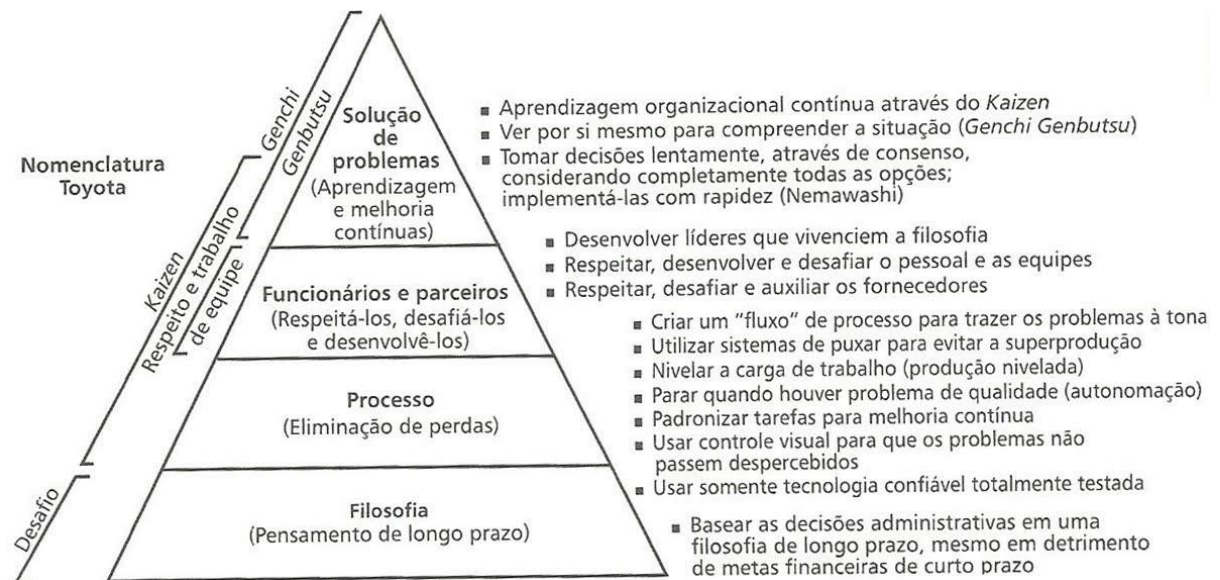 Nomenclatura
Toyota
Genchi
Genbutsu
Kaizen
Respeito e trabalho
de equipe
Desafio
Solução
de
problemas
(Aprendizagem
e melhoria
contínuas)
▪ Aprendizagem organizacional contínua através do Kaizen
▪ Ver por si mesmo para compreender a situação (Genchi Genbutsu)
▪ Tomar decisões lentamente, através de consenso,
considerando completamente todas as opções;
implementá-las com rapidez (Nemawashi)
Funcionários e parceiros
(Respeitá-los, desafiá-los
e desenvolvê-los)
▪ Desenvolver líderes que vivenciem a filosofia
▪ Respeitar, desenvolver e desafiar o pessoal e as equipes
▪ Respeitar, desafiar e auxiliar os fornecedores
Processo
(Eliminação de perdas)
▪ Criar um "fluxo" de processo para trazer os problemas à tona
▪ Utilizar sistemas de puxar para evitar a superprodução
▪ Nivelar a carga de trabalho (produção nivelada)
▪ Parar quando houver problema de qualidade (autonomação)
▪ Padronizar tarefas para melhoria contínua
▪ Usar controle visual para que os problemas não
passem despercebidos
▪ Usar somente tecnologia confiável totalmente testada
Filosofia
(Pensamento de longo prazo)
▪ Basear as decisões administrativas em uma
filosofia de longo prazo, mesmo em detrimento
de metas financeiras de curto prazo